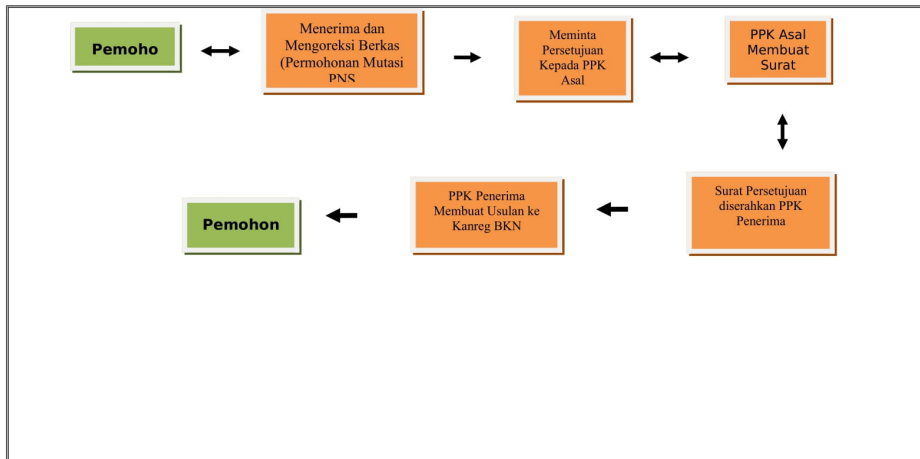 Pemoho
Menerima dan
Mengoreksi Berkas
(Permohonan Mutasi
PNS
Meminta
Persetujuan
Kepada PPK
Asal
PPK Asal
Membuat
Surat
Surat Persetujuan
diserahkan PPK
Penerima
PPK Penerima
Membuat Usulan ke
Kanreg BKN
Pemohon